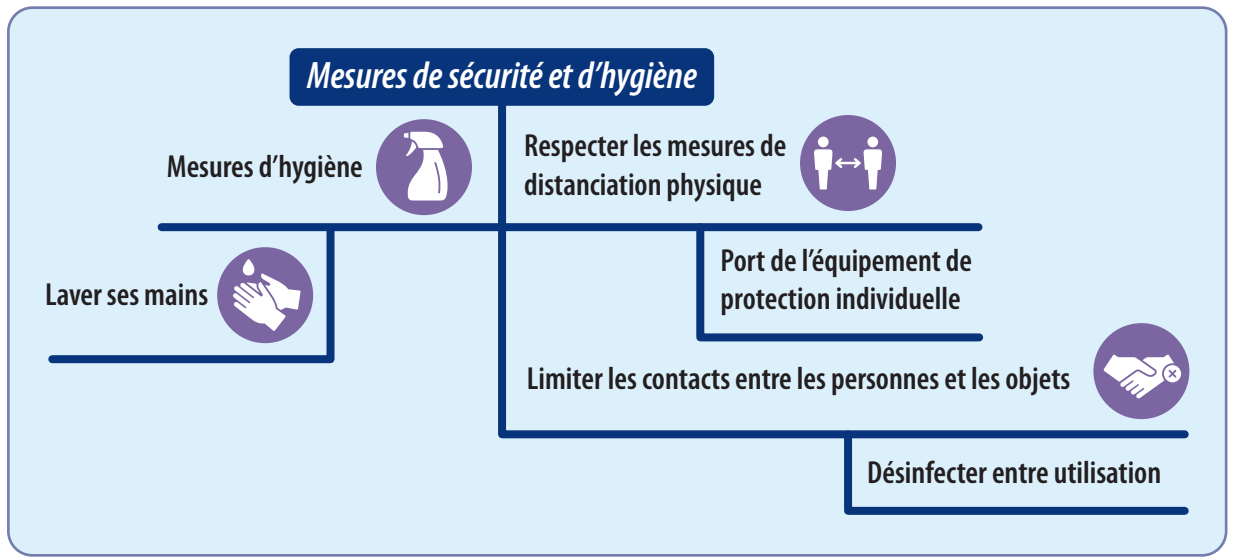 Mesures de sécurité et d'hygiène
Mesures d'hygiène
Respecter les mesures de
distanciation physique
Laver ses mains
Port de l'équipement de
protection individuelle
Limiter les contacts entre les personnes et les objets
Désinfecter entre utilisation